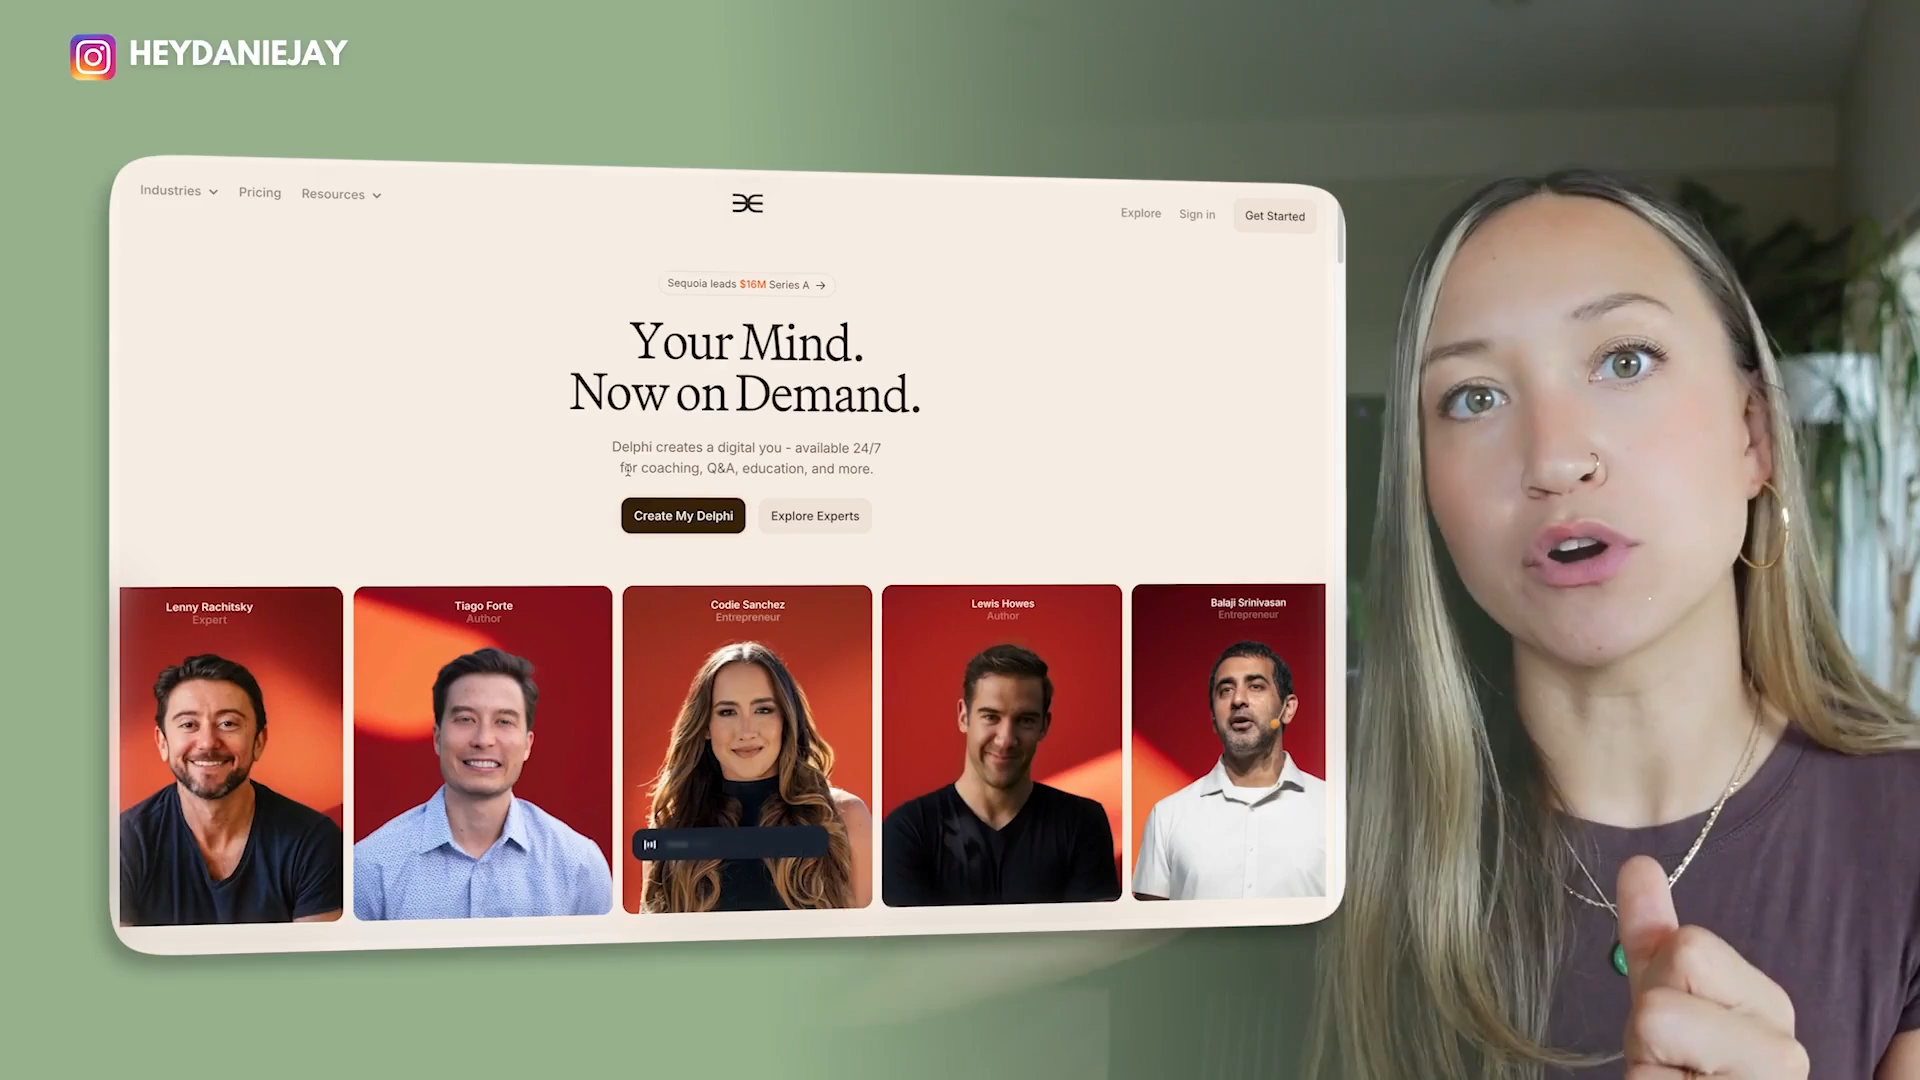 HEYDANIEJAY
Industries
Pricing
Resources
Explore
Sign in
Get Started
Sequoia leads $16M Series A →
Your Mind.
Now on Demand.
Delphi creates a digital you - available 24/7
for coaching, Q&A, education, and more.
Create My Delphi
Explore Experts
Lenny Rachitsky
Expert
Tiago Forte
Author
Codie Sanchez
Entrepreneur
Lewis Howes
Author
Balaji Srinivasan
Entrepreneur